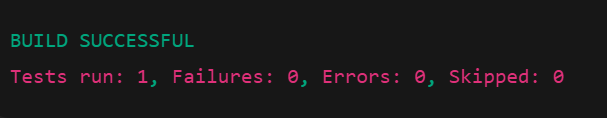 BUILD SUCCESSFUL
Tests run: 1, Failures: 0, Errors: 0, Skipped: 0